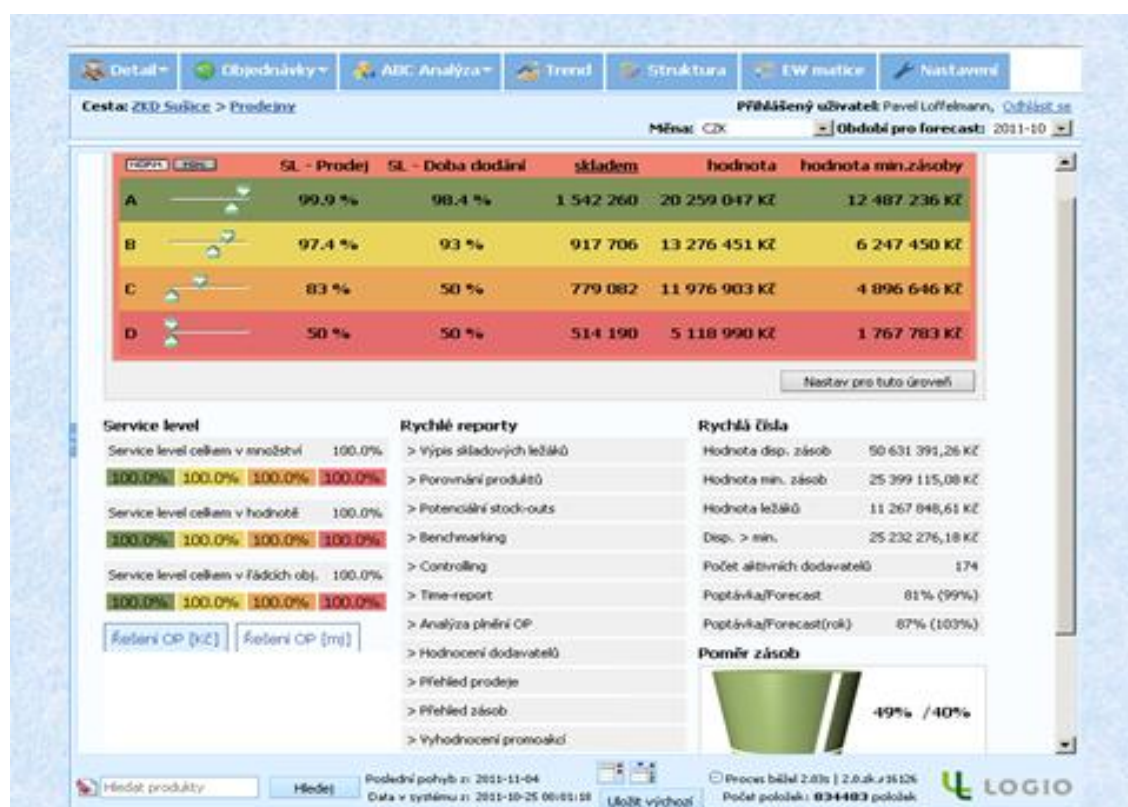 Detail Objednávky ABC Analýza Trend Struktura EW matice Nastavení
Cesta: ZKD Sušice > Prodejny
Přihlášený uživatel: Pavel Loffelmann, Odhlásit se
Měna: CZK Období pro forecast: 2011-10
SL - Prodej SL - Doba dodání skladem hodnota hodnota min.zásoby
A 99.9 % 98.4 % 1 542 260 20 259 047 Kč 12 487 236 Kč
B 97.4 % 93 % 917 706 13 276 451 Kč 6 247 450 Kč
C 83 % 50 % 779 082 11 976 903 Kč 4 896 646 Kč
D 50 % 50 % 514 190 5 118 990 Kč 1 767 783 Kč
Nastav pro tuto úroveň
Service level
Service level celkem v množství 100.0%
100.0% 100.0% 100.0% 100.0%
Service level celkem v hodnotě 100.0%
100.0% 100.0% 100.0% 100.0%
Service level celkem v řádcích obj. 100.0%
100.0% 100.0% 100.0% 100.0%
Řešení OP [Kč] Řešení OP [mj]
Rychlé reporty
> Výpis skladových ležáků
> Porovnání produktů
> Potenciální stock-outs
> Benchmarking
> Controlling
> Time-report
> Analýza plnění OP
> Hodnocení dodavatelů
> Přehled prodeje
> Přehled zásob
> Vyhodnocení promoakcí
Rychlá čísla
Hodnota disp. zásob 50 631 391,26 Kč
Hodnota min. zásob 25 399 115,08 Kč
Hodnota ležáků 11 267 848,61 Kč
Disp. > min. 25 232 276,18 Kč
Počet aktivních dodavatelů 174
Poptávka/Forecast 81% (99%)
Poptávka/Forecast(rok) 87% (103%)
Poměr zásob
49% /40%
Hledat produkty Hledej
Poslední pohyb z: 2011-11-04
Data v systému z: 2011-10-25 00:01:18
Uložit výchozí
Proces běžel 2.03s
Počet položek: 834483 položek
LOGIO